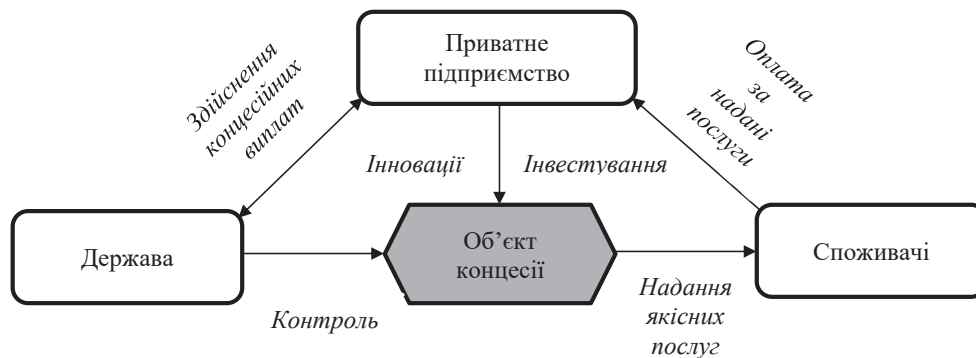 Приватне
підприємство
Здійснення
концесійних
виплат
Оплата
за
надані
послуги
Інновації
Інвестування
Держава
Об’єкт
концесії
Споживачі
Контроль
Надання
якісних
послуг